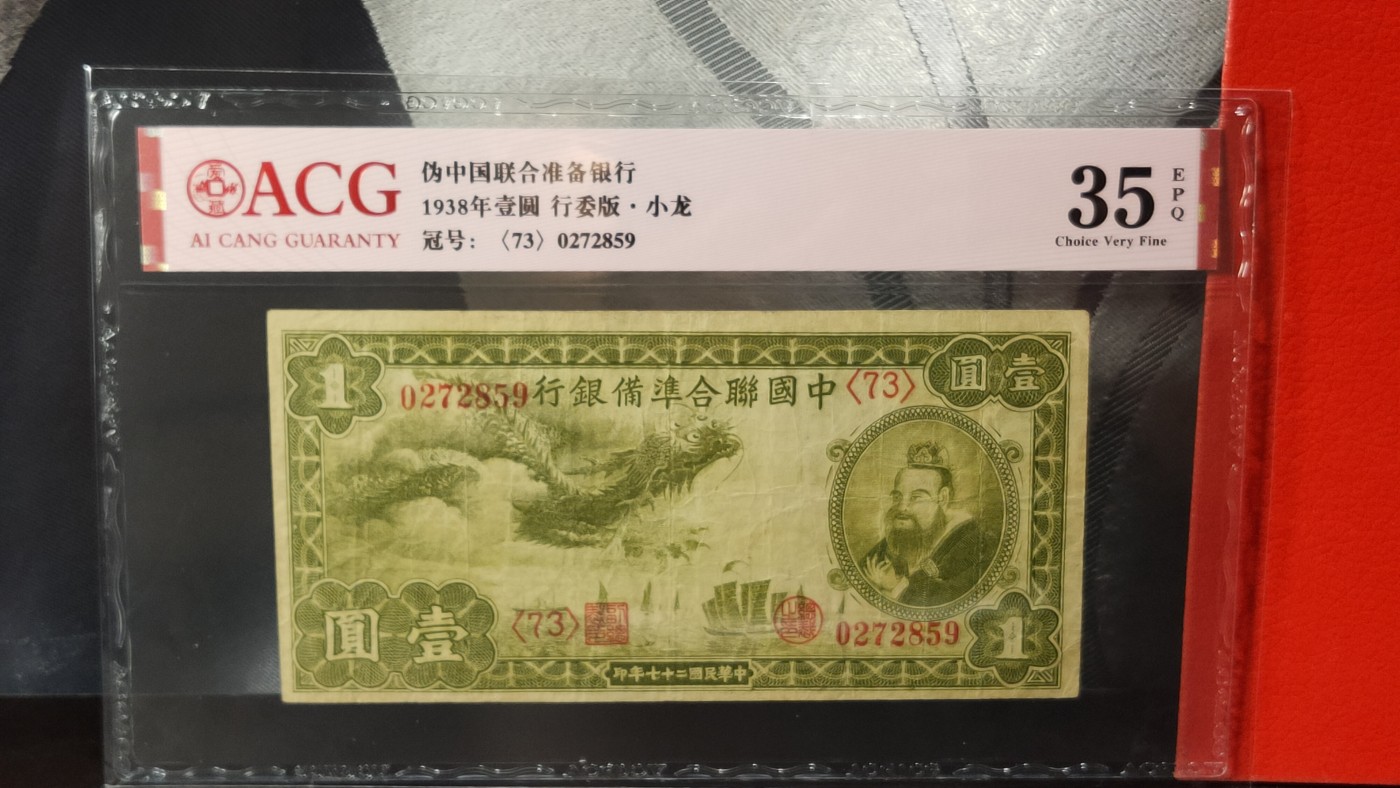 ACG
AI CANG GUARANTY
伪中国联合准备银行
1938年壹圆 行委版·小龙
冠号：〈73〉0272859
35
EPQ
Choice Very Fine
1
0272859
行銀備準合聯國中
〈73〉
圓壹
圓壹
〈73〉
0272859
1
印年七十二國民華中